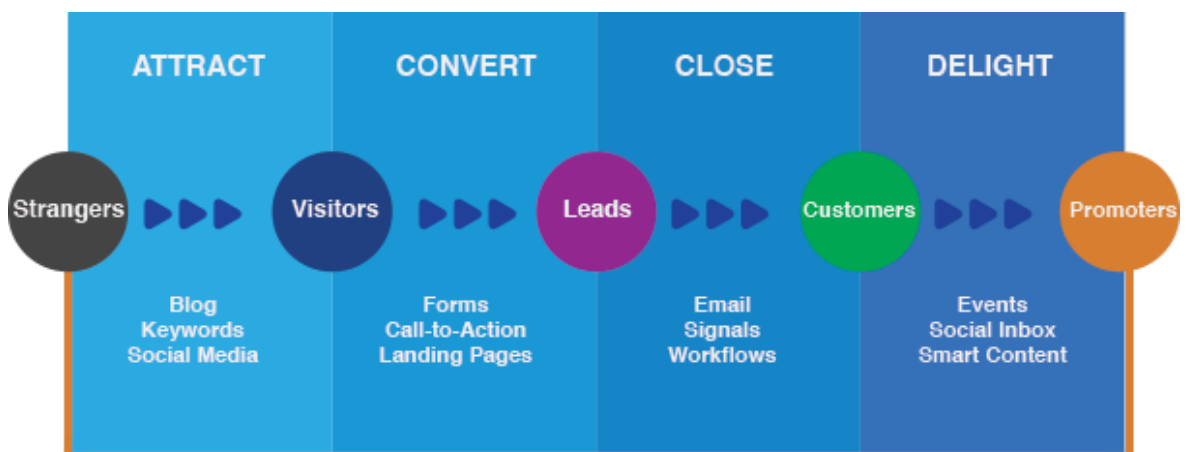 ATTRACT
CONVERT
CLOSE
DELIGHT
Strangers
Visitors
Leads
Customers
Promoters
Blog
Keywords
Social Media
Forms
Call-to-Action
Landing Pages
Email
Signals
Workflows
Events
Social Inbox
Smart Content